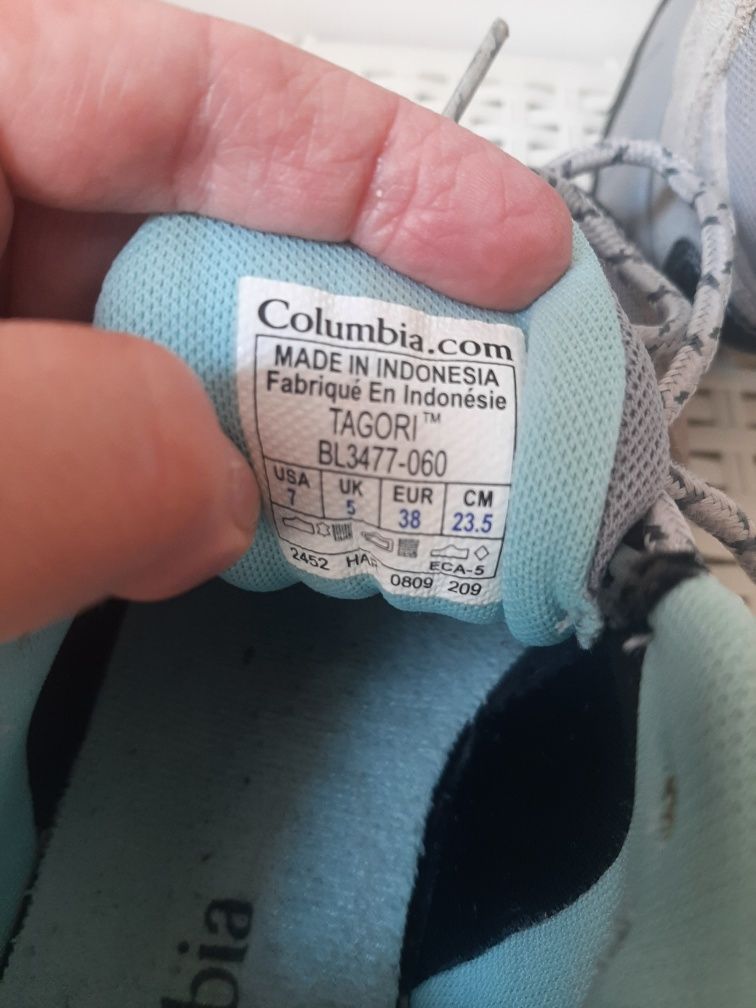 Columbia.com
MADE IN INDONESIA
Fabriqué En Indonésie
TAGORI™
BL3477-060
USA UK EUR CM
7 5 38 23.5
ECA-5
2452 0809 209
bia